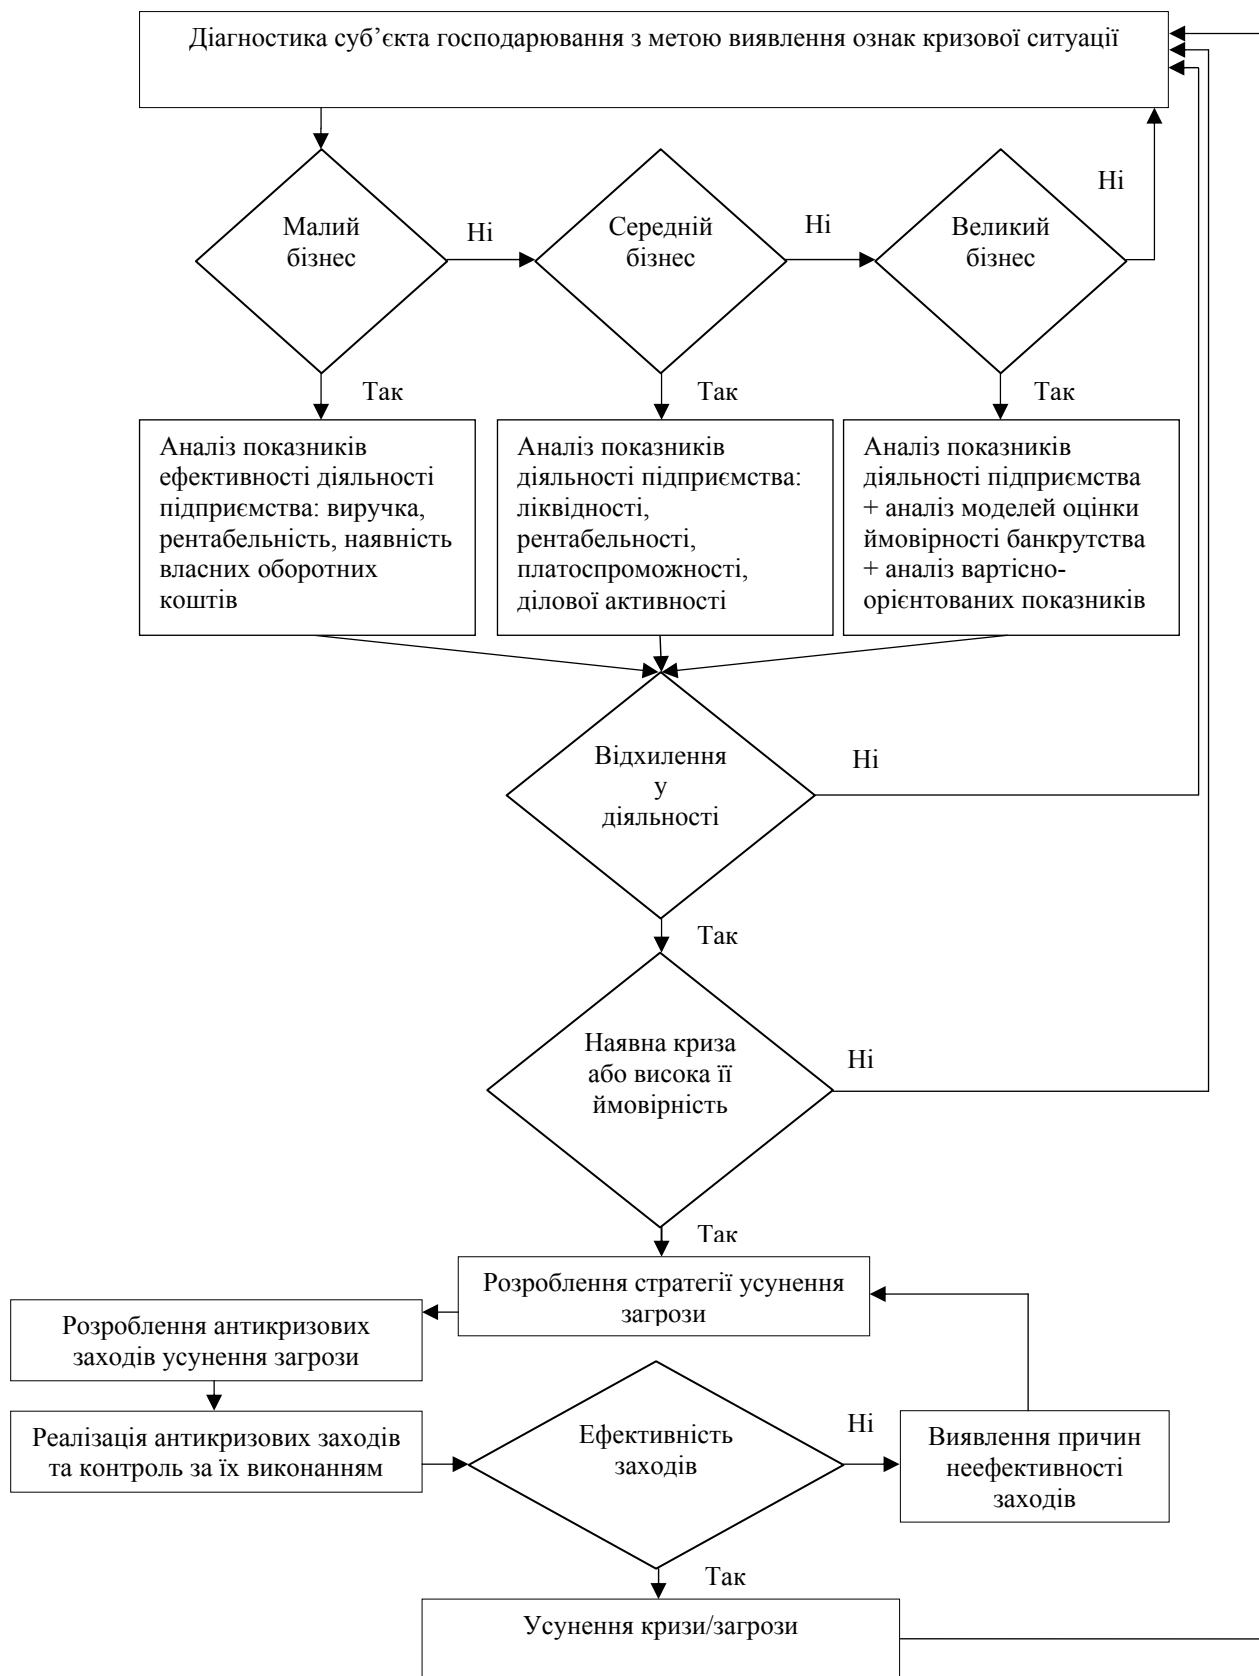 Діагностика суб’єкта господарювання з метою виявлення ознак кризової ситуації
Малий
бізнес
Ні
Середній
бізнес
Ні
Великий
бізнес
Ні
Так
Так
Так
Аналіз показників
ефективності діяльності
підприємства: виручка,
рентабельність, наявність
власних оборотних
коштів
Аналіз показників
діяльності підприємства:
ліквідності,
рентабельності,
платоспроможності,
ділової активності
Аналіз показників
діяльності підприємства
+ аналіз моделей оцінки
ймовірності банкрутства
+ аналіз вартісно-
орієнтованих показників
Відхилення
у
діяльності
Ні
Так
Наявна криза
або висока її
ймовірність
Ні
Так
Розроблення стратегії усунення
загрози
Розроблення антикризових
заходів усунення загрози
Реалізація антикризових заходів
та контроль за їх виконанням
Ефективність
заходів
Ні
Виявлення причин
неефективності
заходів
Так
Усунення кризи/загрози